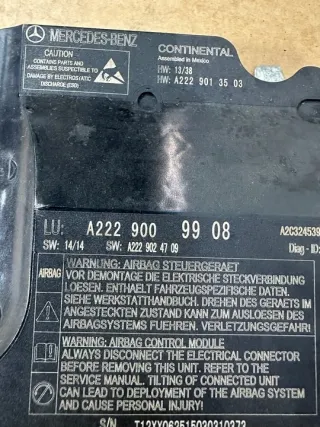 MERCEDES-BENZ
CONTINENTAL
Assembled in Mexico
CAUTION
CONTAINS PARTS AND
ASSEMBLIES SUSCEPTIBLE TO
DAMAGE BY ELECTROSTATIC
DISCHARGE (ESD)
HW: 13/38
HW: A222 901 35 03
LU: A222 900 99 08
A2C324539
SW: 14/14 SW: A222 902 47 09
Diag-ID:
AIRBAG
WARNUNG: AIRBAG STEUERGERAET
VOR DEMONTAGE DIE ELEKTRISCHE STECKVERBINDUNG
LOESEN. ENTHAELT FAHRZEUGSPEZIFISCHE DATEN.
SIEHE WERKSTATTHANDBUCH. DREHEN DES GERAETS IM
ANGESTECKTEN ZUSTAND KANN ZUM AUSLOESEN DES
AIRBAGSYSTEMS FUEHREN. VERLETZUNGSGEFAHR!
WARNING: AIRBAG CONTROL MODULE
ALWAYS DISCONNECT THE ELECTRICAL CONNECTOR
BEFORE REMOVING THIS UNIT. REFER TO THE
SERVICE MANUAL. TILTING OF CONNECTED UNIT
CAN LEAD TO DEPLOYMENT OF THE AIRBAG SYSTEM
AND CAUSE INJURY.
S/N